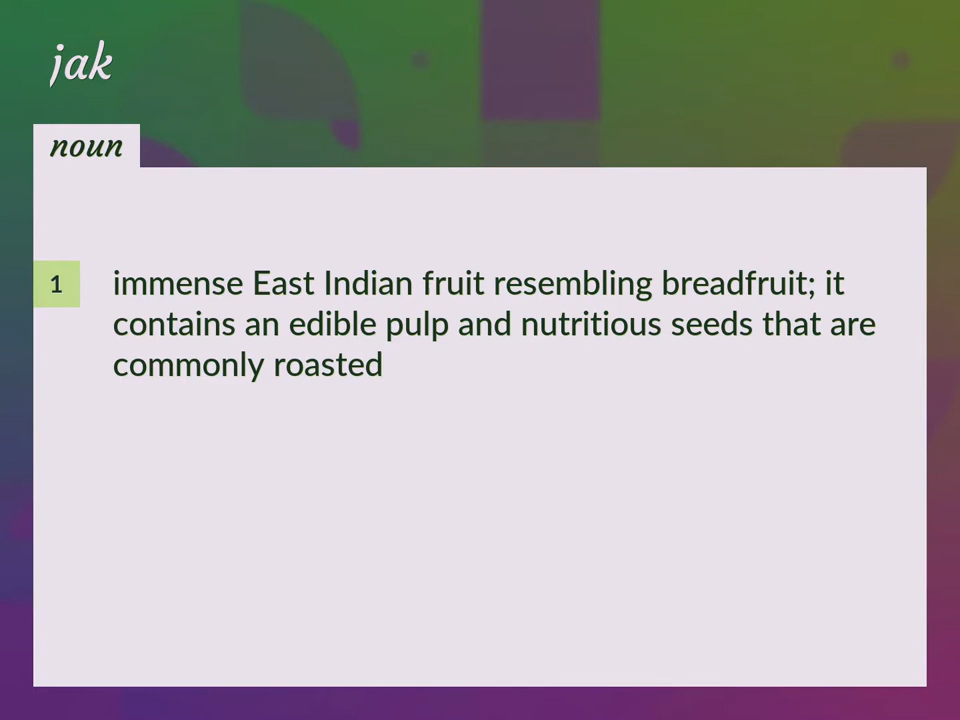 jak
noun
1
immense East Indian fruit resembling breadfruit; it
contains an edible pulp and nutritious seeds that are
commonly roasted